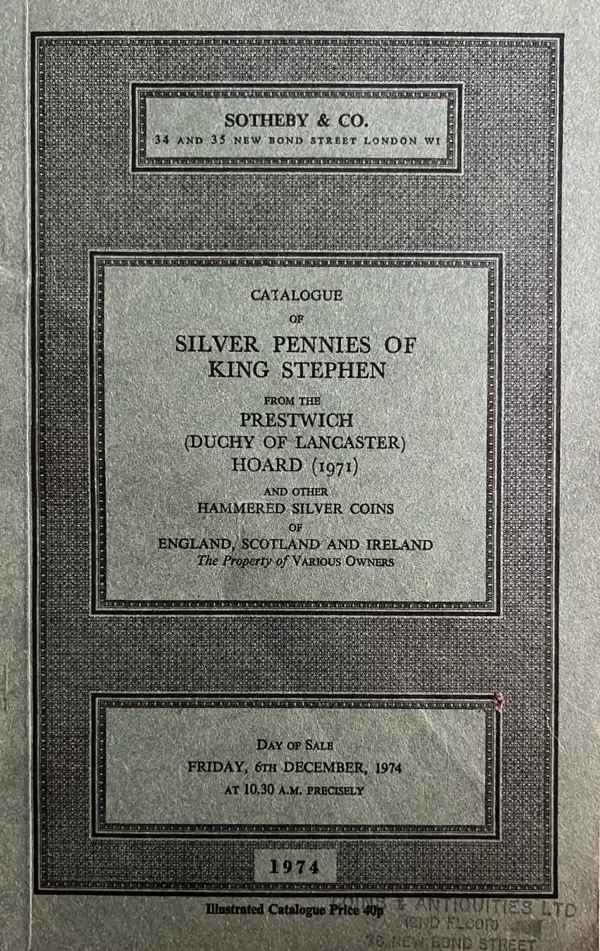 SOTHEBY & CO.
34 AND 35 NEW BOND STREET LONDON W1
CATALOGUE
OF
SILVER PENNIES OF
KING STEPHEN
FROM THE
PRESTWICH
(DUCHY OF LANCASTER)
HOARD (1971)
AND OTHER
HAMMERED SILVER COINS
OF
ENGLAND, SCOTLAND AND IRELAND
The Property of VARIOUS OWNERS
DAY OF SALE
FRIDAY, 6TH DECEMBER, 1974
AT 10.30 A.M. PRECISELY
1974
Illustrated Catalogue Price 40p
& ANTIQUITIES LTD
(2ND FLOOR)
NEW BOND STREET